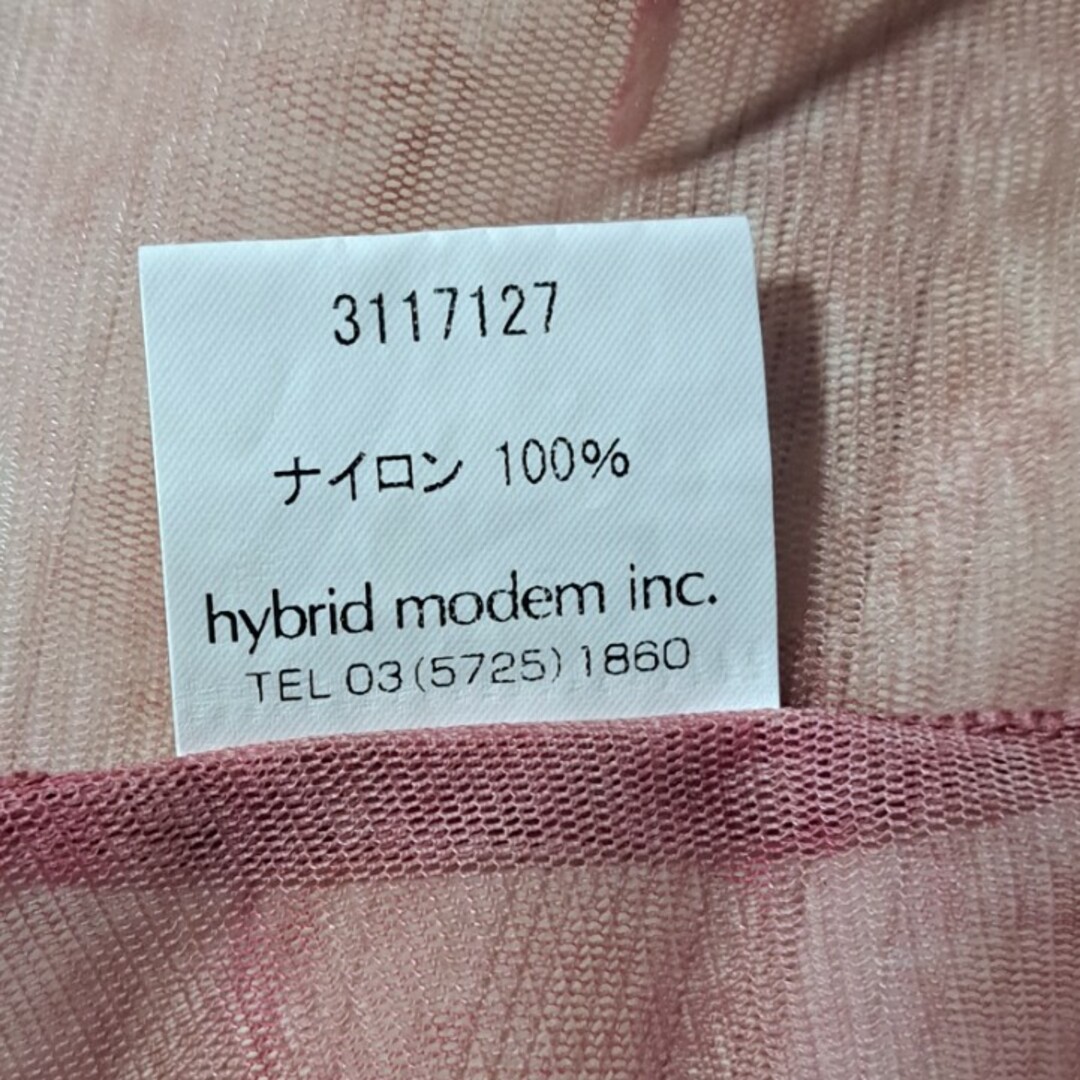 3117127
ナイロン 100%
hybrid modem inc.
TEL 03(5725)1860